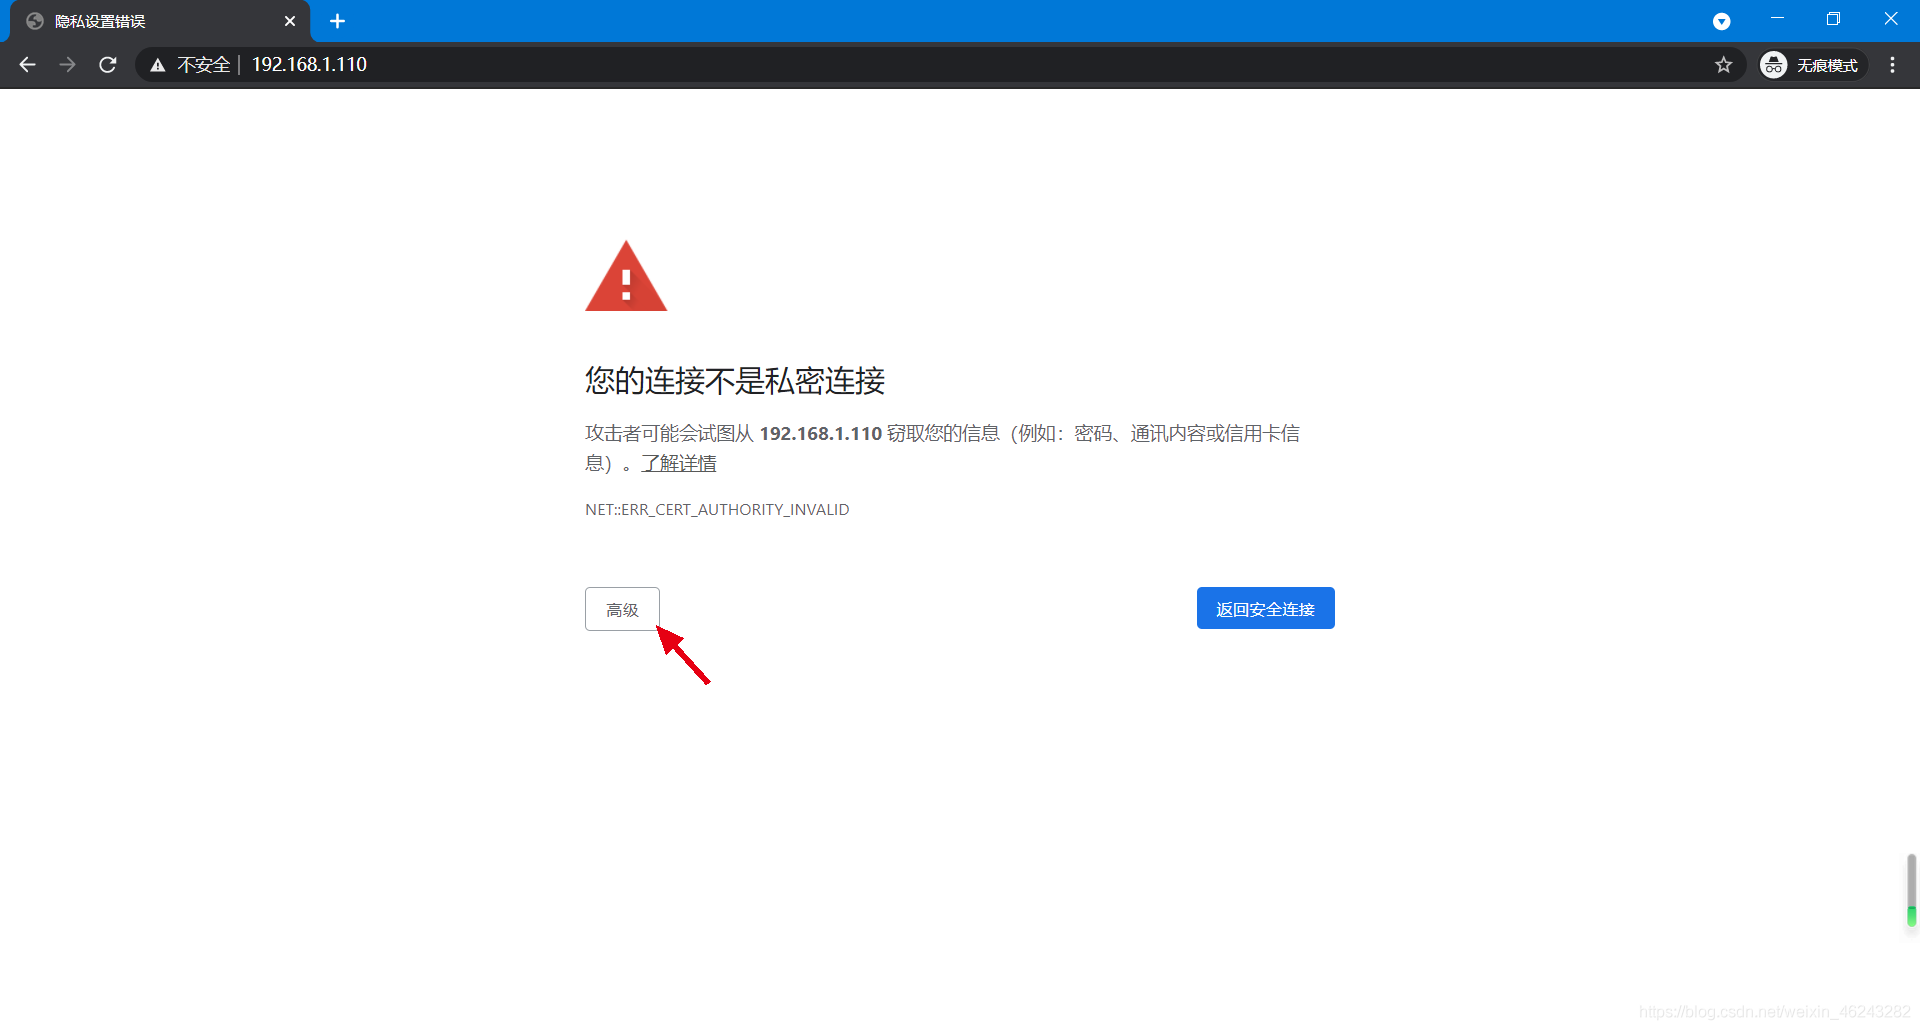 隐私设置错误
不安全 192.168.1.110
无痕模式
您的连接不是私密连接
攻击者可能会试图从 192.168.1.110 窃取您的信息（例如：密码、通讯内容或信用卡信
息）。了解详情
NET::ERR_CERT_AUTHORITY_INVALID
高级
返回安全连接
https://blog.csdn.net/weixin_46243282